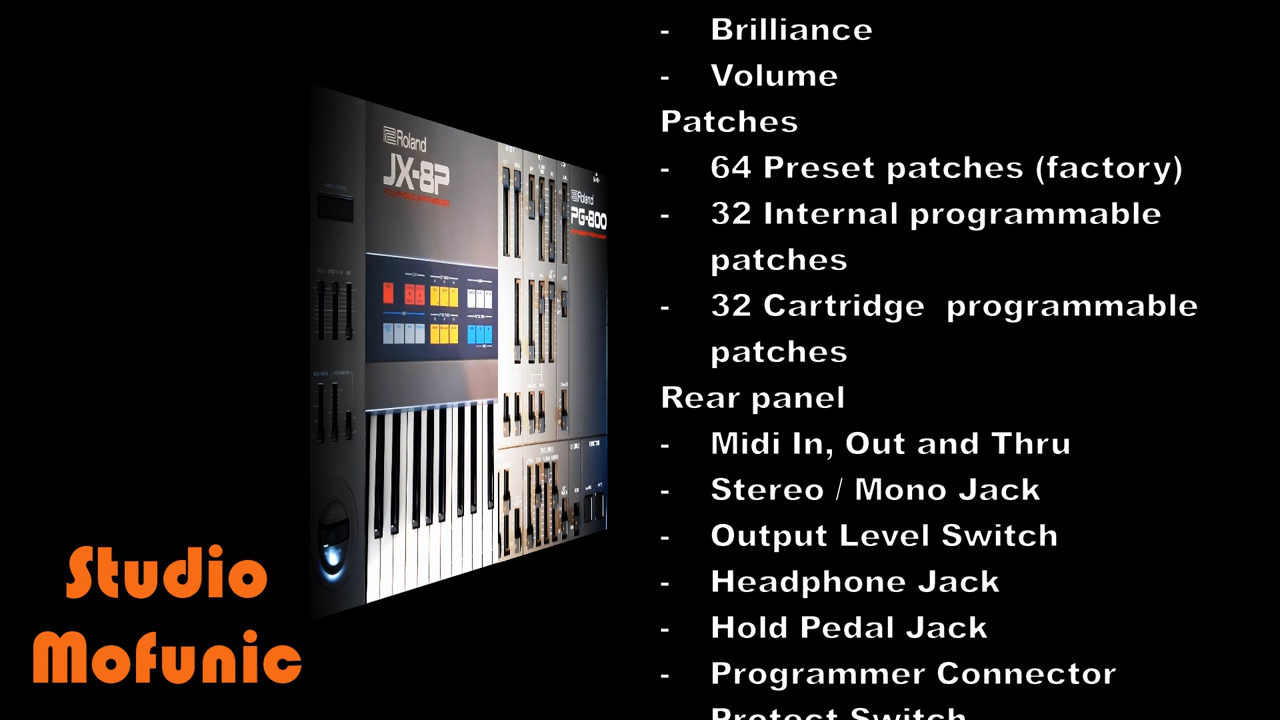 - Brilliance
- Volume
Patches
- 64 Preset patches (factory)
- 32 Internal programmable
patches
- 32 Cartridge  programmable
patches
Rear panel
- Midi In, Out and Thru
- Stereo / Mono Jack
- Output Level Switch
- Headphone Jack
- Hold Pedal Jack
- Programmer Connector
Protect Switch
Roland
JX-8P
Roland
PG-800
Studio
Mofunic